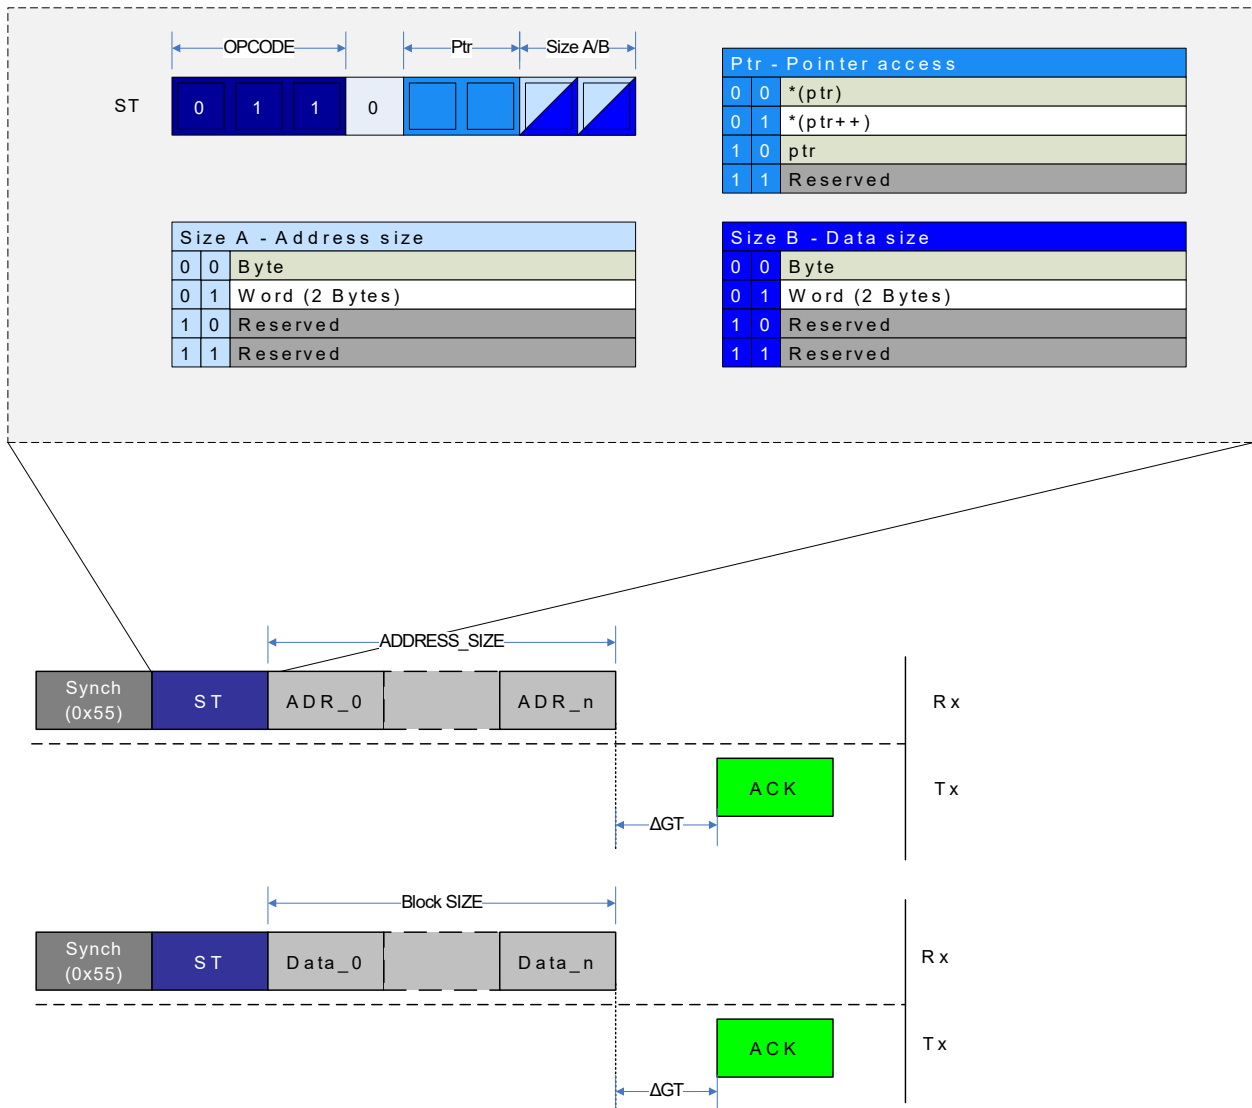 OPCODE Ptr Size A/B
ST 0 1 1 0
Ptr - Pointer access
0 0 *(ptr)
0 1 *(ptr++)
1 0 ptr
1 1 Reserved
Size A - Address size
0 0 Byte
0 1 Word (2 Bytes)
1 0 Reserved
1 1 Reserved
Size B - Data size
0 0 Byte
0 1 Word (2 Bytes)
1 0 Reserved
1 1 Reserved
ADDRESS_SIZE
Synch
(0x55)
ST ADR_0 ADR_n Rx
ACK Tx
ΔGT
Block SIZE
Synch
(0x55)
ST Data_0 Data_n Rx
ACK Tx
ΔGT